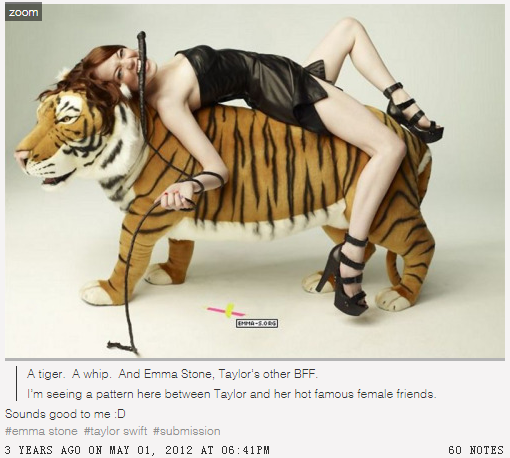 zoom
EMMA-S.ORG
A tiger. A whip. And Emma Stone, Taylor's other BFF.
I'm seeing a pattern here between Taylor and her hot famous female friends.
Sounds good to me :D
#emma stone #taylor swift #submission
3 YEARS AGO ON MAY 01, 2012 AT 06:41PM 60 NOTES